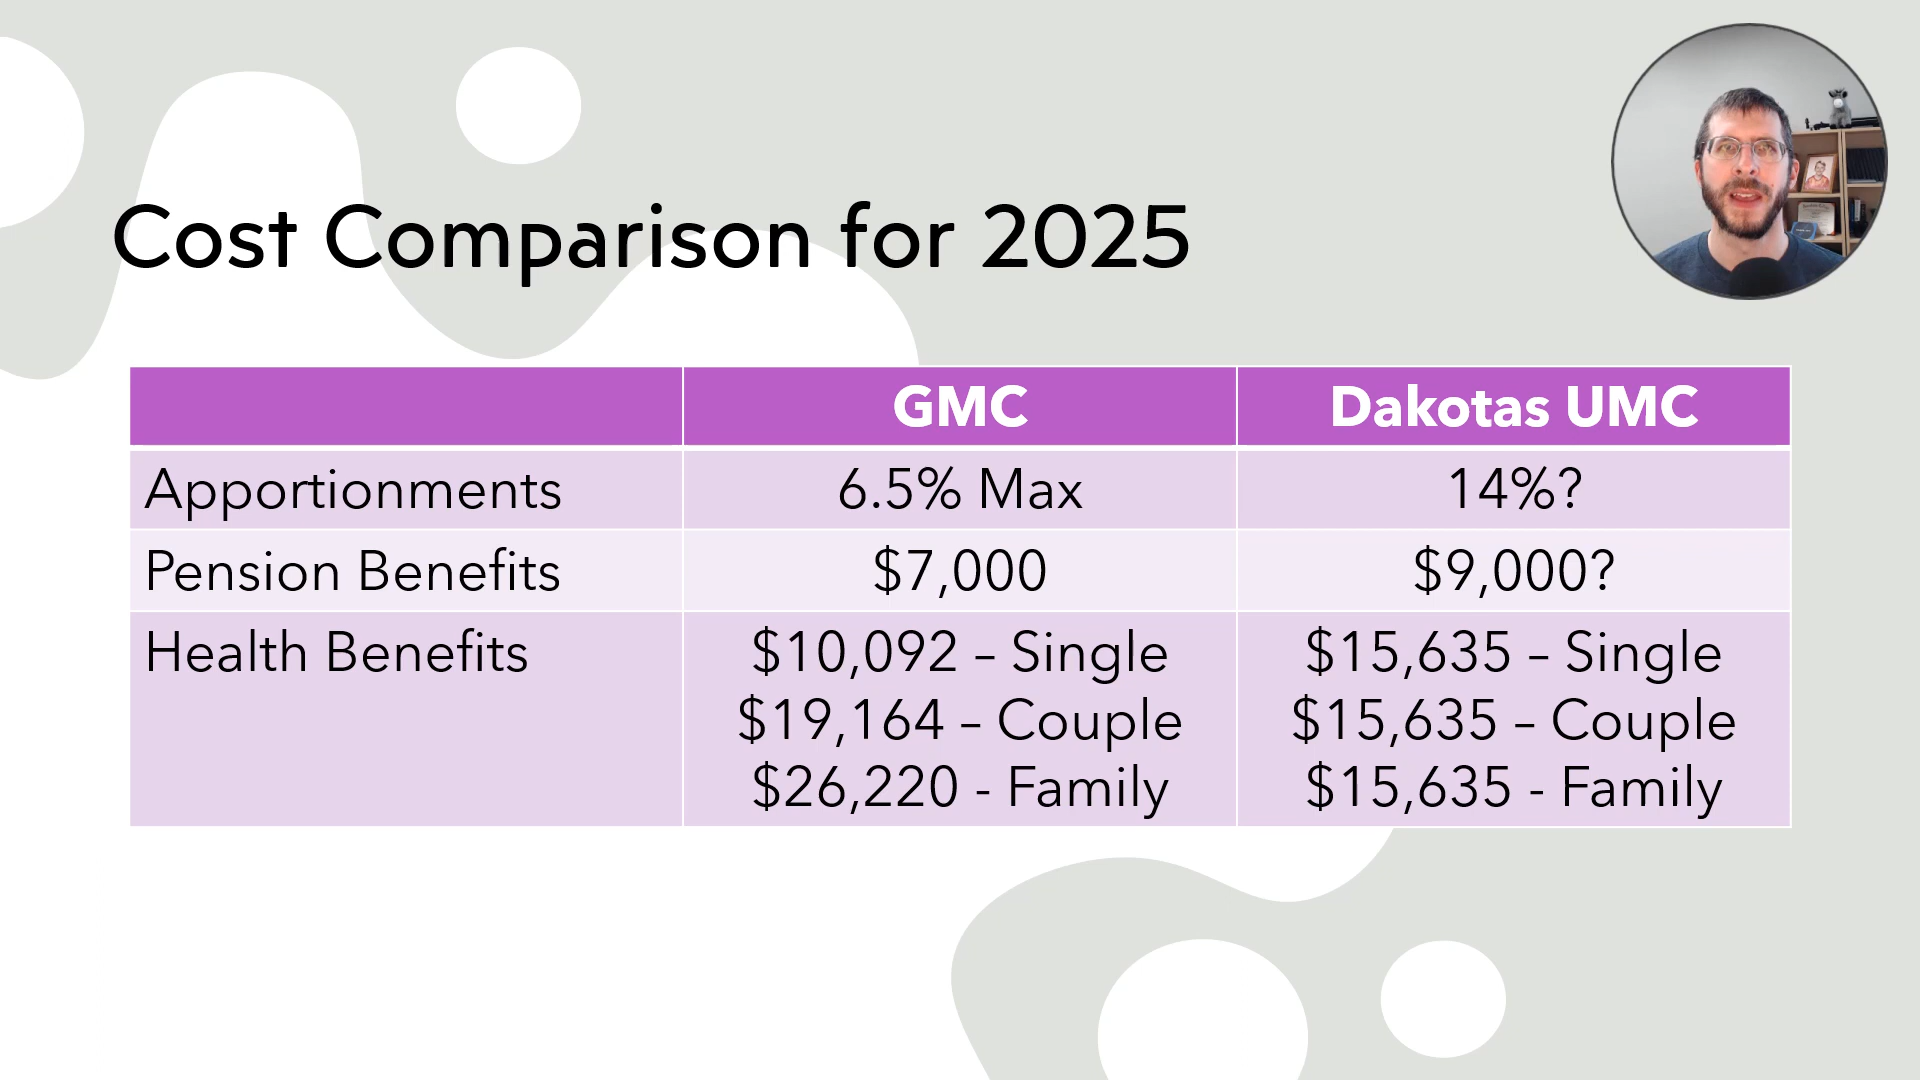 Cost Comparison for 2025
GMC Dakotas UMC
Apportionments 6.5% Max 14%?
Pension Benefits $7,000 $9,000?
Health Benefits $10,092 – Single $15,635 – Single
$19,164 – Couple $15,635 – Couple
$26,220 - Family $15,635 - Family